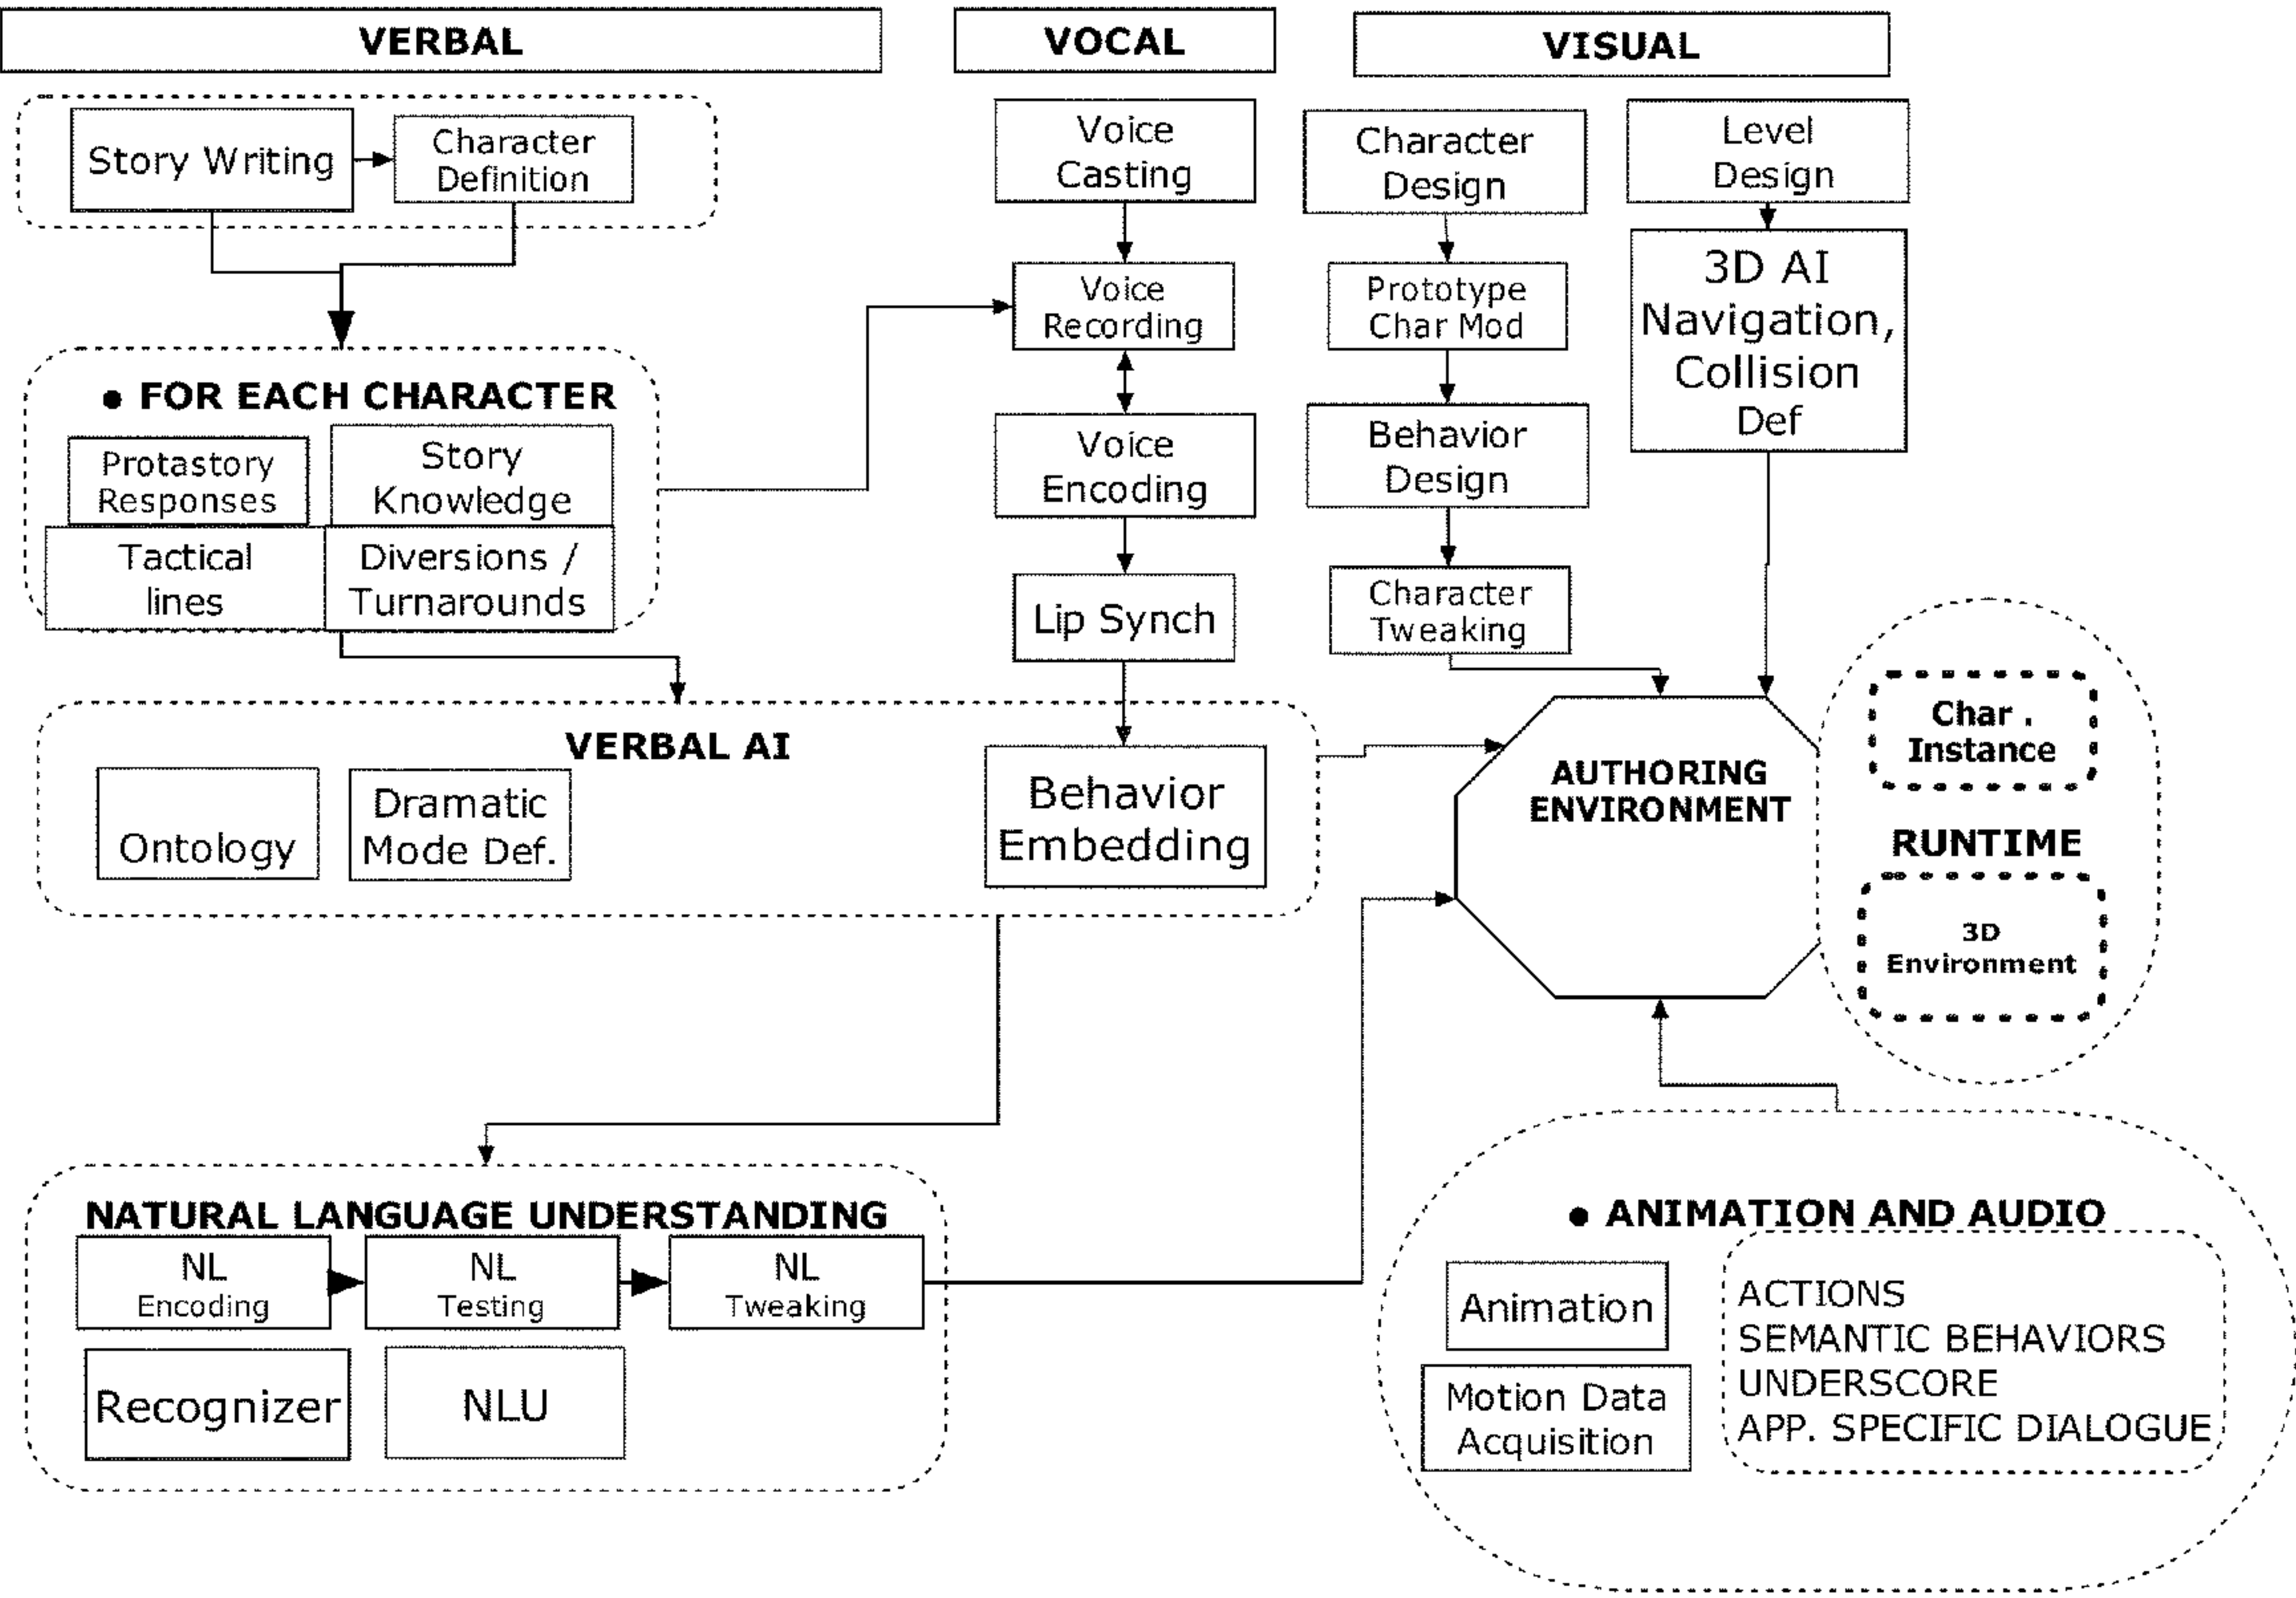 VERBAL
VOCAL
VISUAL
Story Writing
Character
Definition
Voice
Casting
Character
Design
Level
Design
Voice
Recording
Prototype
Char Mod
3D AI
Navigation,
Collision
Def
• FOR EACH CHARACTER
Protastory
Responses
Story
Knowledge
Tactical
lines
Diversions /
Turnarounds
Voice
Encoding
Behavior
Design
Lip Synch
Character
Tweaking
VERBAL AI
Ontology
Dramatic
Mode Def.
Behavior
Embedding
AUTHORING
ENVIRONMENT
Char .
Instance
RUNTIME
3D
Environment
NATURAL LANGUAGE UNDERSTANDING
NL
Encoding
NL
Testing
NL
Tweaking
Recognizer
NLU
• ANIMATION AND AUDIO
Animation
Motion Data
Acquisition
ACTIONS
SEMANTIC BEHAVIORS
UNDERSCORE
APP. SPECIFIC DIALOGUE